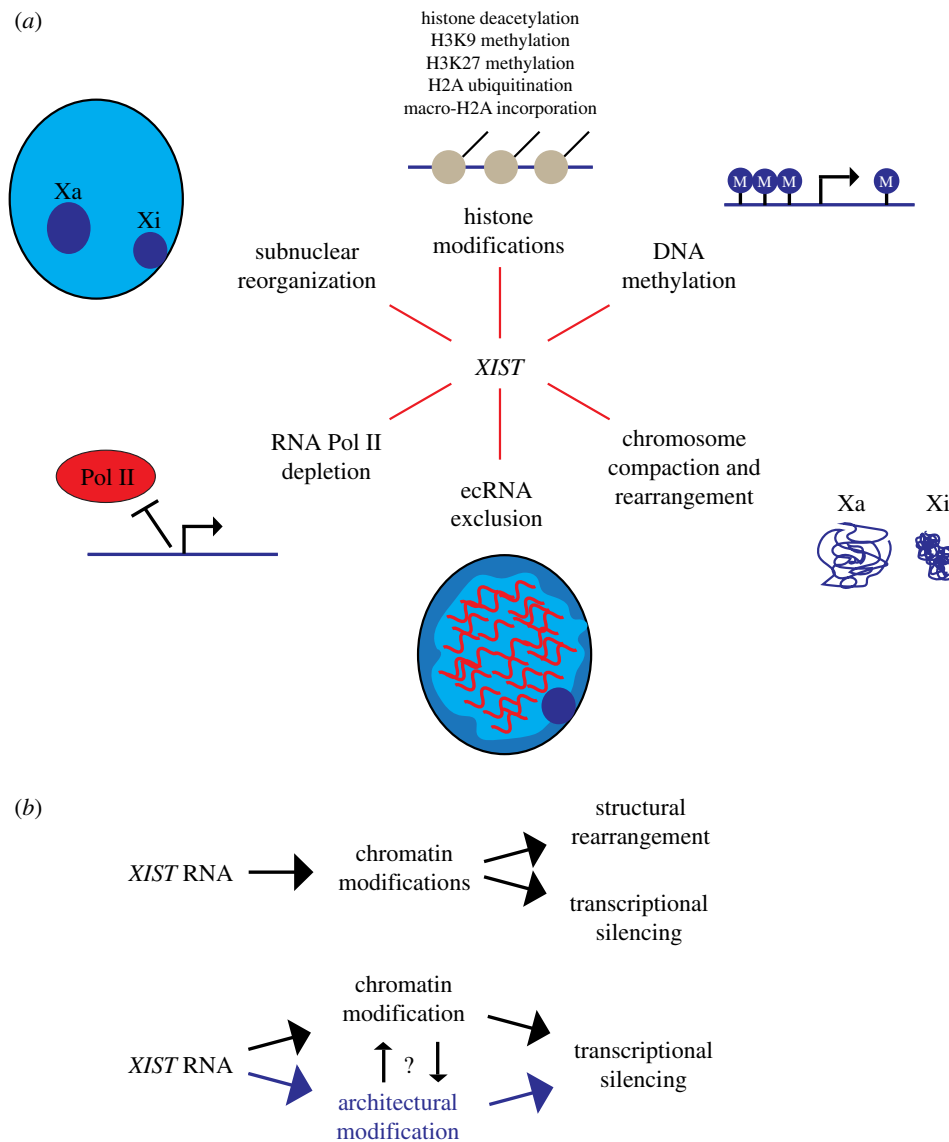 (a)
histone deacetylation
H3K9 methylation
H3K27 methylation
H2A ubiquitination
macro-H2A incorporation
Xa
Xi
M M M M
subnuclear
reorganization
histone
modifications
DNA
methylation
XIST
RNA Pol II
depletion
Pol II
ecRNA
exclusion
chromosome
compaction and
rearrangement
Xa Xi
(b)
XIST RNA
chromatin
modifications
structural
rearrangement
transcriptional
silencing
XIST RNA
chromatin
modification
?
architectural
modification
transcriptional
silencing